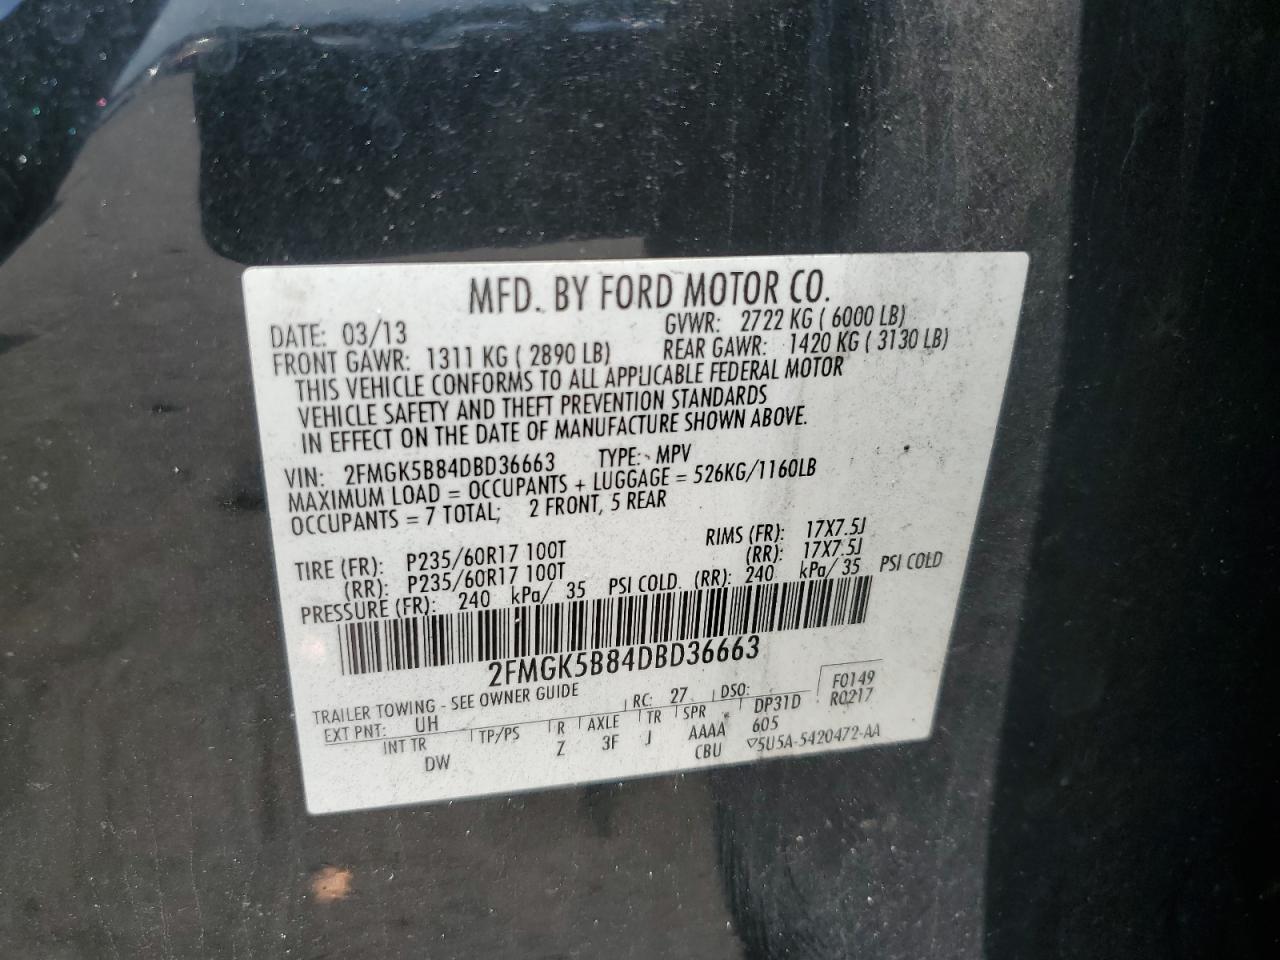 MFD. BY FORD MOTOR CO.
DATE: 03/13 GVWR: 2722 KG ( 6000 LB)
FRONT GAWR: 1311 KG ( 2890 LB) REAR GAWR: 1420 KG ( 3130 LB)
THIS VEHICLE CONFORMS TO ALL APPLICABLE FEDERAL MOTOR
VEHICLE SAFETY AND THEFT PREVENTION STANDARDS
IN EFFECT ON THE DATE OF MANUFACTURE SHOWN ABOVE.
VIN: 2FMGK5B84DBD36663 TYPE: MPV
MAXIMUM LOAD = OCCUPANTS + LUGGAGE = 526KG/1160LB
OCCUPANTS = 7 TOTAL; 2 FRONT, 5 REAR
TIRE (FR): P235/60R17 100T RIMS (FR): 17X7.5J
(RR): P235/60R17 100T (RR): 17X7.5J
PRESSURE (FR): 240 kPa/ 35 PSI COLD (RR): 240 kPa/ 35 PSI COLD
2FMGK5B84DBD36663
TRAILER TOWING - SEE OWNER GUIDE
F0149
R0217
EXT PNT: UH RC: 27 DSO: DP31D
INT TR TP/PS R AXLE TR SPR 605
DW Z 3F J AAAA
CBU ▽5U5A-5420472-AA